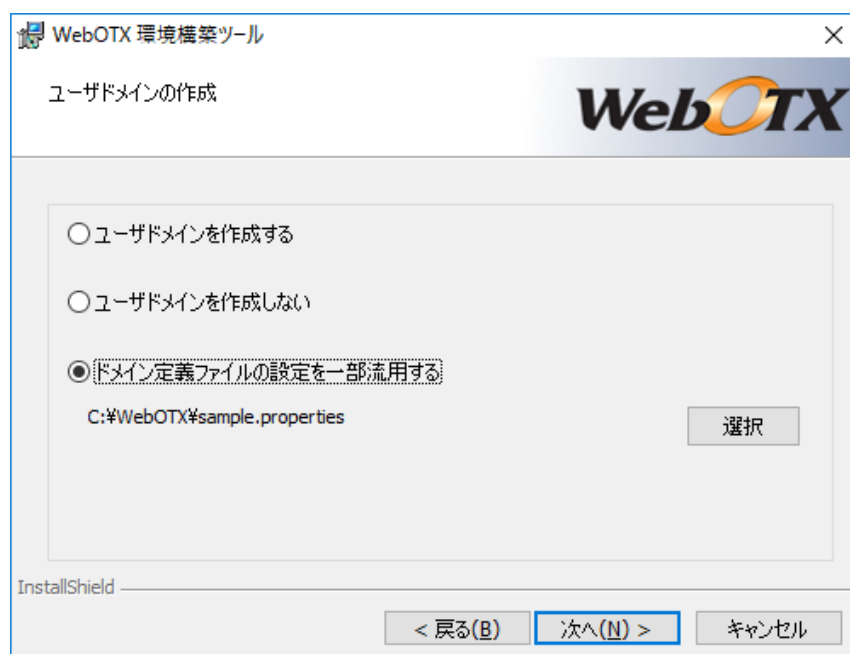 WebOTX 環境構築ツール
ユーザドメインの作成
WebOTX
ユーザドメインを作成する
ユーザドメインを作成しない
ドメイン定義ファイルの設定を一部流用する
C:¥WebOTX¥sample.properties
選択
InstallShield
< 戻る(B)
次へ(N) >
キャンセル